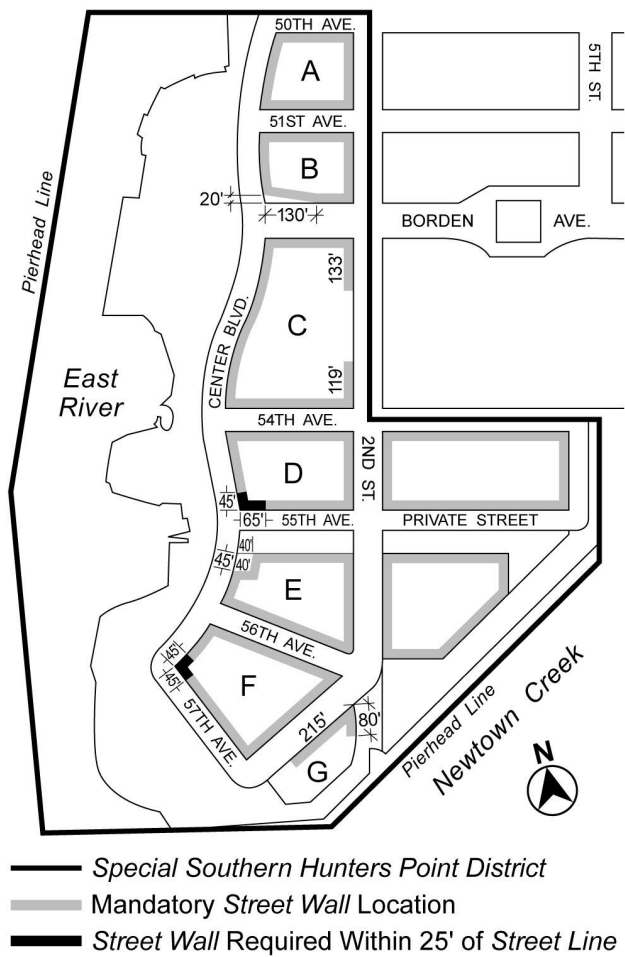 50TH AVE.
5TH ST.
A
51ST AVE.
B
20'
130'
BORDEN AVE.
Pierhead Line
133'
C
CENTER BLVD.
East
River
119'
54TH AVE.
2ND ST.
D
45'
65'
55TH AVE.
PRIVATE STREET
40'
45'
40'
E
56TH AVE.
45'
45'
F
57TH AVE.
215'
80'
G
Pierhead Line
Newtown Creek
N
Special Southern Hunters Point District
Mandatory Street Wall Location
Street Wall Required Within 25' of Street Line